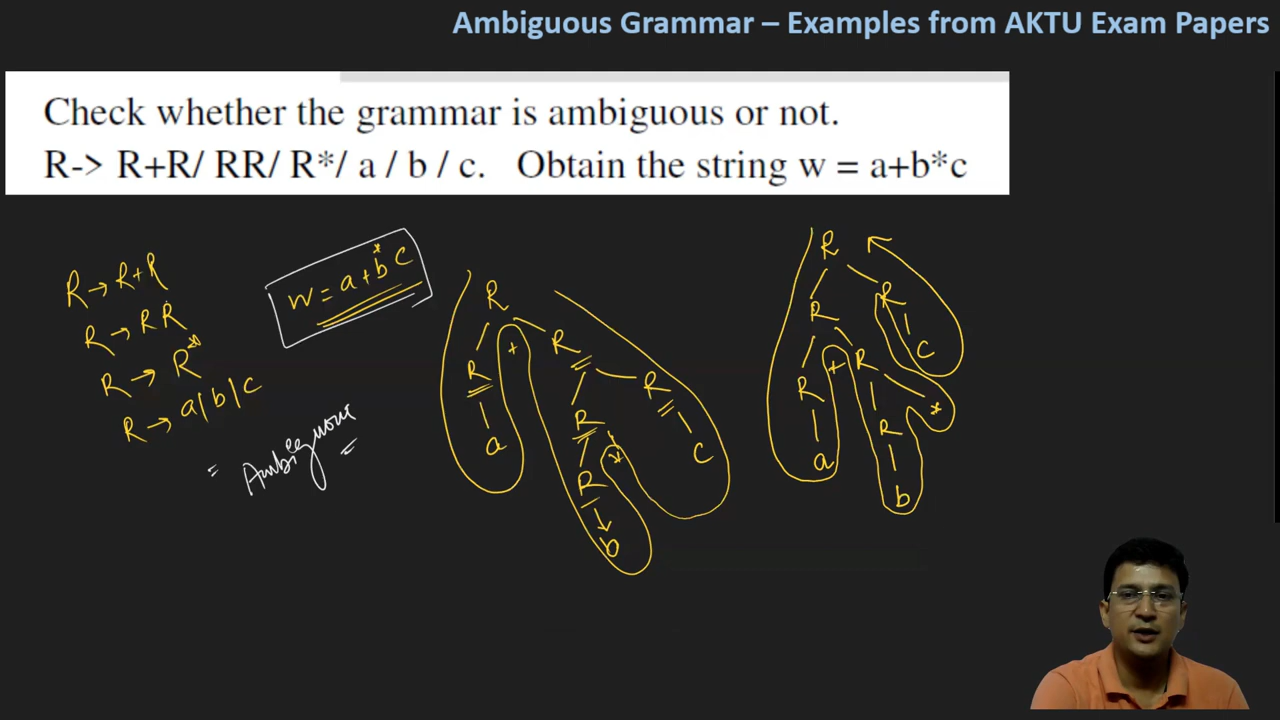 Ambiguous Grammar – Examples from AKTU Exam Papers
Check whether the grammar is ambiguous or not.
R-> R+R/ RR/ R*/ a / b / c.   Obtain the string w = a+b*c
R → R+R
R → RR
R → R*
R → a/b/c
w = a+b*c
= Ambiguous =
R
R + R
R R
a R * c
b
R
R R
R + R c
R *
a b